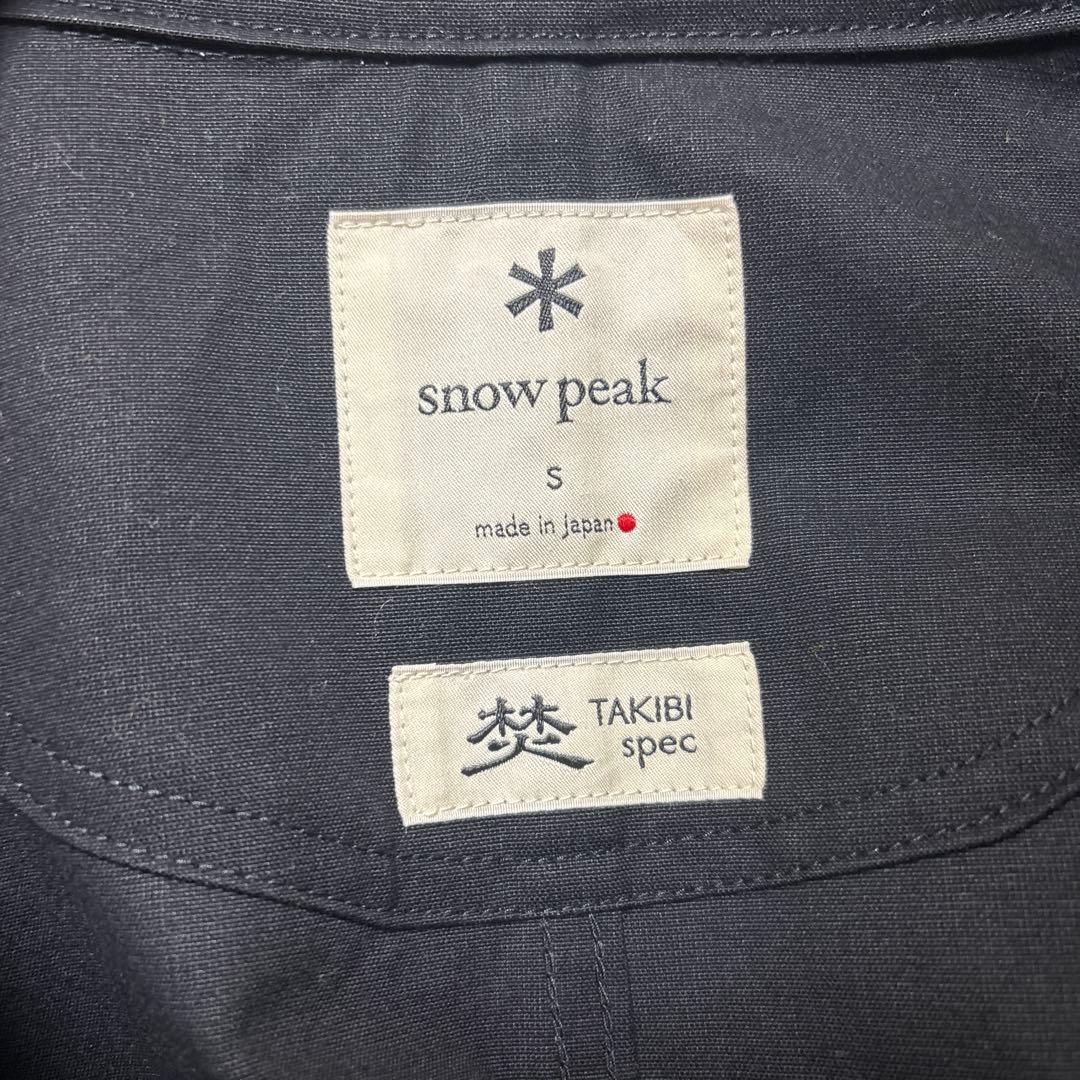 snow peak
S
made in Japan
焚 TAKIBI
spec